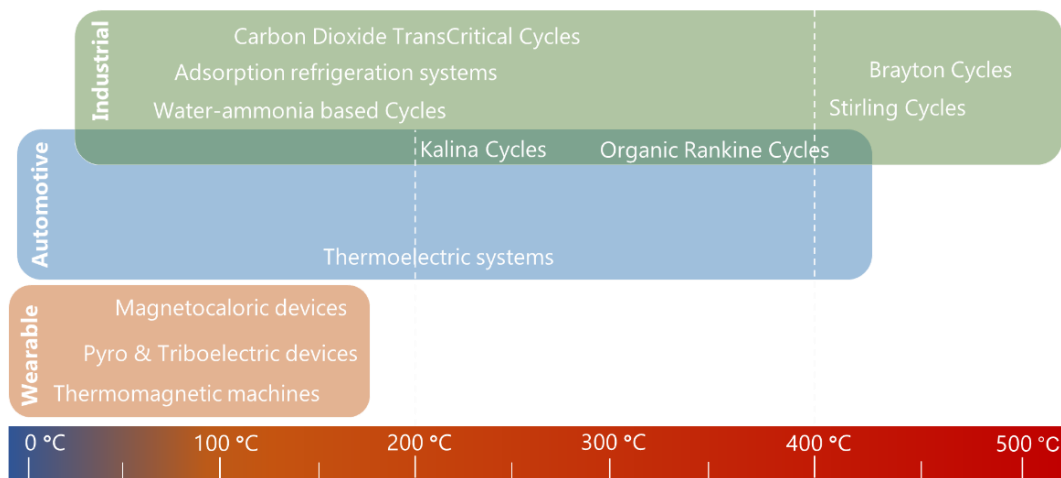 Industrial
Carbon Dioxide TransCritical Cycles
Adsorption refrigeration systems
Brayton Cycles
Water-ammonia based Cycles
Stirling Cycles
Automotive
Kalina Cycles
Organic Rankine Cycles
Thermoelectric systems
Wearable
Magnetocaloric devices
Pyro & Triboelectric devices
Thermomagnetic machines
0 °C 100 °C 200 °C 300 °C 400 °C 500 °C